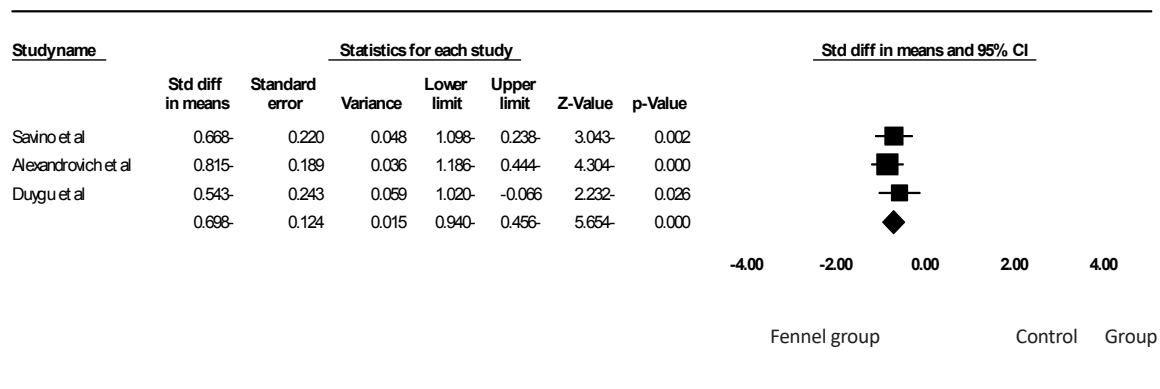 Studyname Statistics for each study Std diff in means and 95% CI
Std diff Standard Lower Upper
in means error Variance limit limit Z-Value p-Value
Savino et al 0.668- 0.220 0.048 1.098- 0.238- 3.043- 0.002
Alexandrovich et al 0.815- 0.189 0.036 1.186- 0.444- 4.304- 0.000
Duygu et al 0.543- 0.243 0.059 1.020- -0.066 2.232- 0.026
0.698- 0.124 0.015 0.940- 0.456- 5.654- 0.000
-4.00 -2.00 0.00 2.00 4.00
Fennel group Control Group